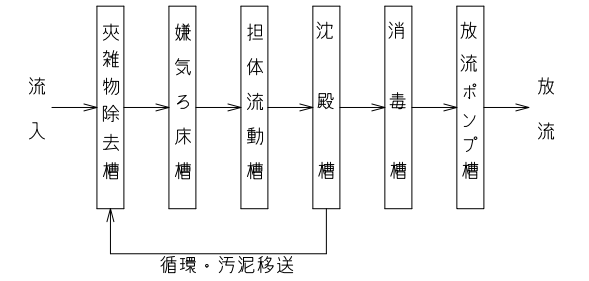 流入
夾雑物除去槽
嫌気ろ床槽
担体流動槽
沈殿槽
消毒槽
放流ポンプ槽
放流
循環・汚泥移送